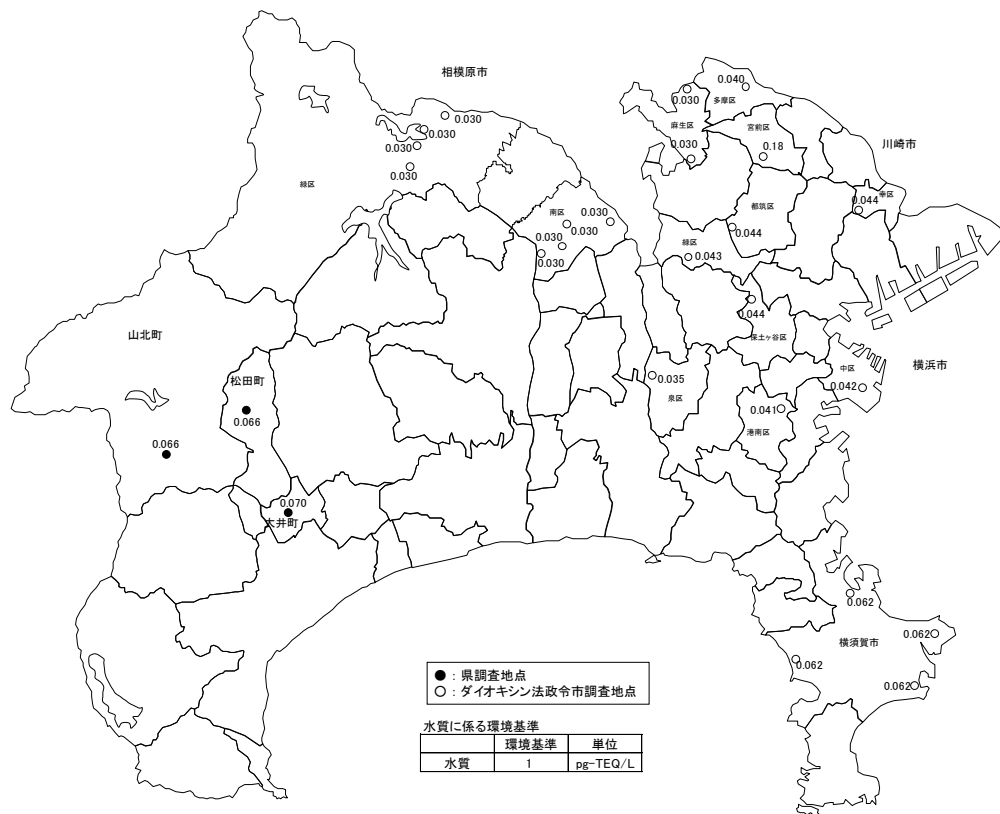 相模原市
0.040
多摩区
0.030
麻生区
宮前区
0.030
0.030
0.030
0.18
川崎市
0.030
0.030
緑区
幸区
0.044
都筑区
南区
0.030
0.030
0.044
0.030
緑区
0.043
0.030
0.044
山北町
保土ヶ谷区
中区
横浜市
松田町
0.035
0.042
泉区
0.041
0.066
港南区
0.066
0.070
大井町
0.062
0.062
横須賀市
0.062
0.062
● : 県調査地点
○ : ダイオキシン法政令市調査地点
水質に係る環境基準
環境基準 単位
水質 1 pg-TEQ/L